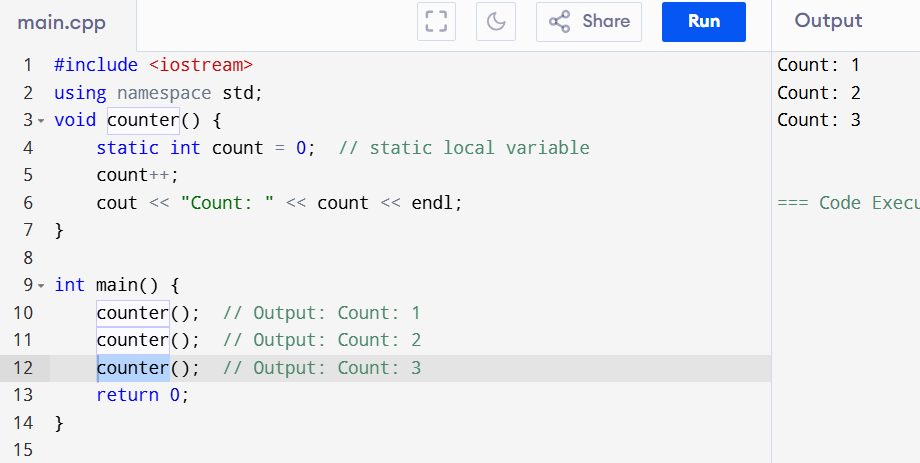 main.cpp
Share
Run
Output
1 #include <iostream>
2 using namespace std;
3 void counter() {
4     static int count = 0;  // static local variable
5     count++;
6     cout << "Count: " << count << endl;
7 }
8
9 int main() {
10     counter();  // Output: Count: 1
11     counter();  // Output: Count: 2
12     counter();  // Output: Count: 3
13     return 0;
14 }
15
Count: 1
Count: 2
Count: 3
=== Code Execu